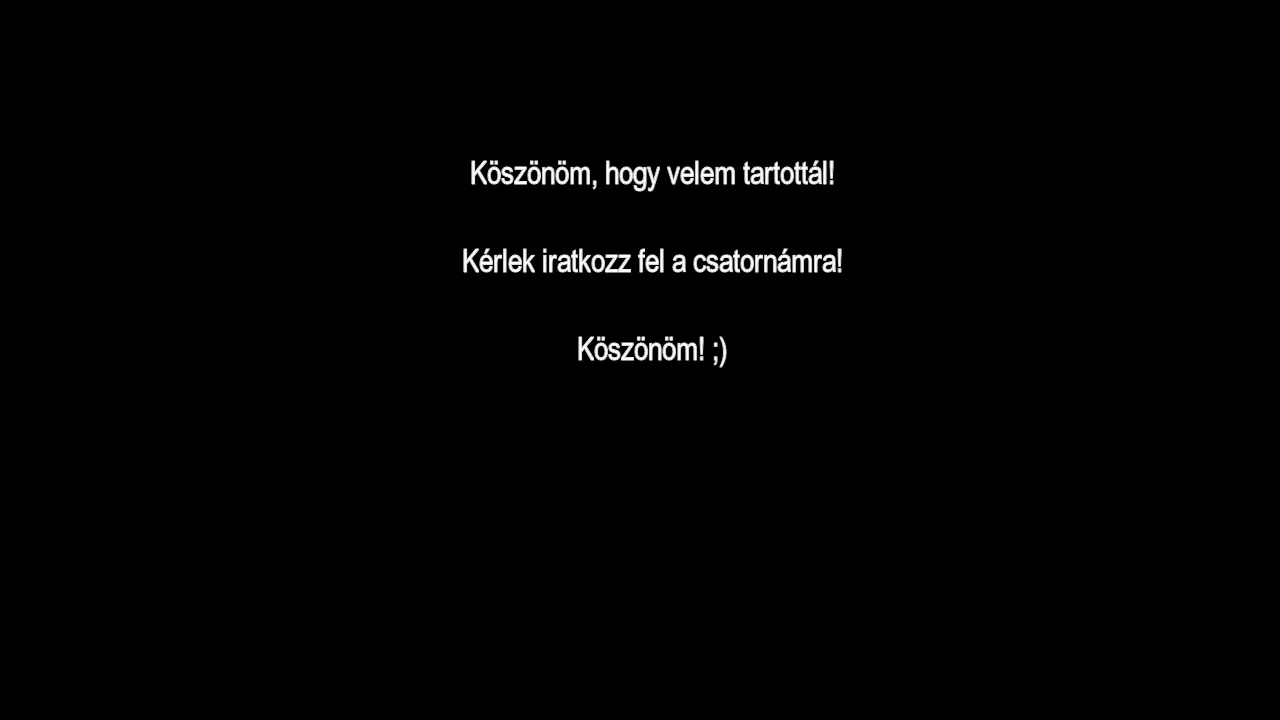 Köszönöm, hogy velem tartottál!
Kérlek iratkozz fel a csatornámra!
Köszönöm! ;)